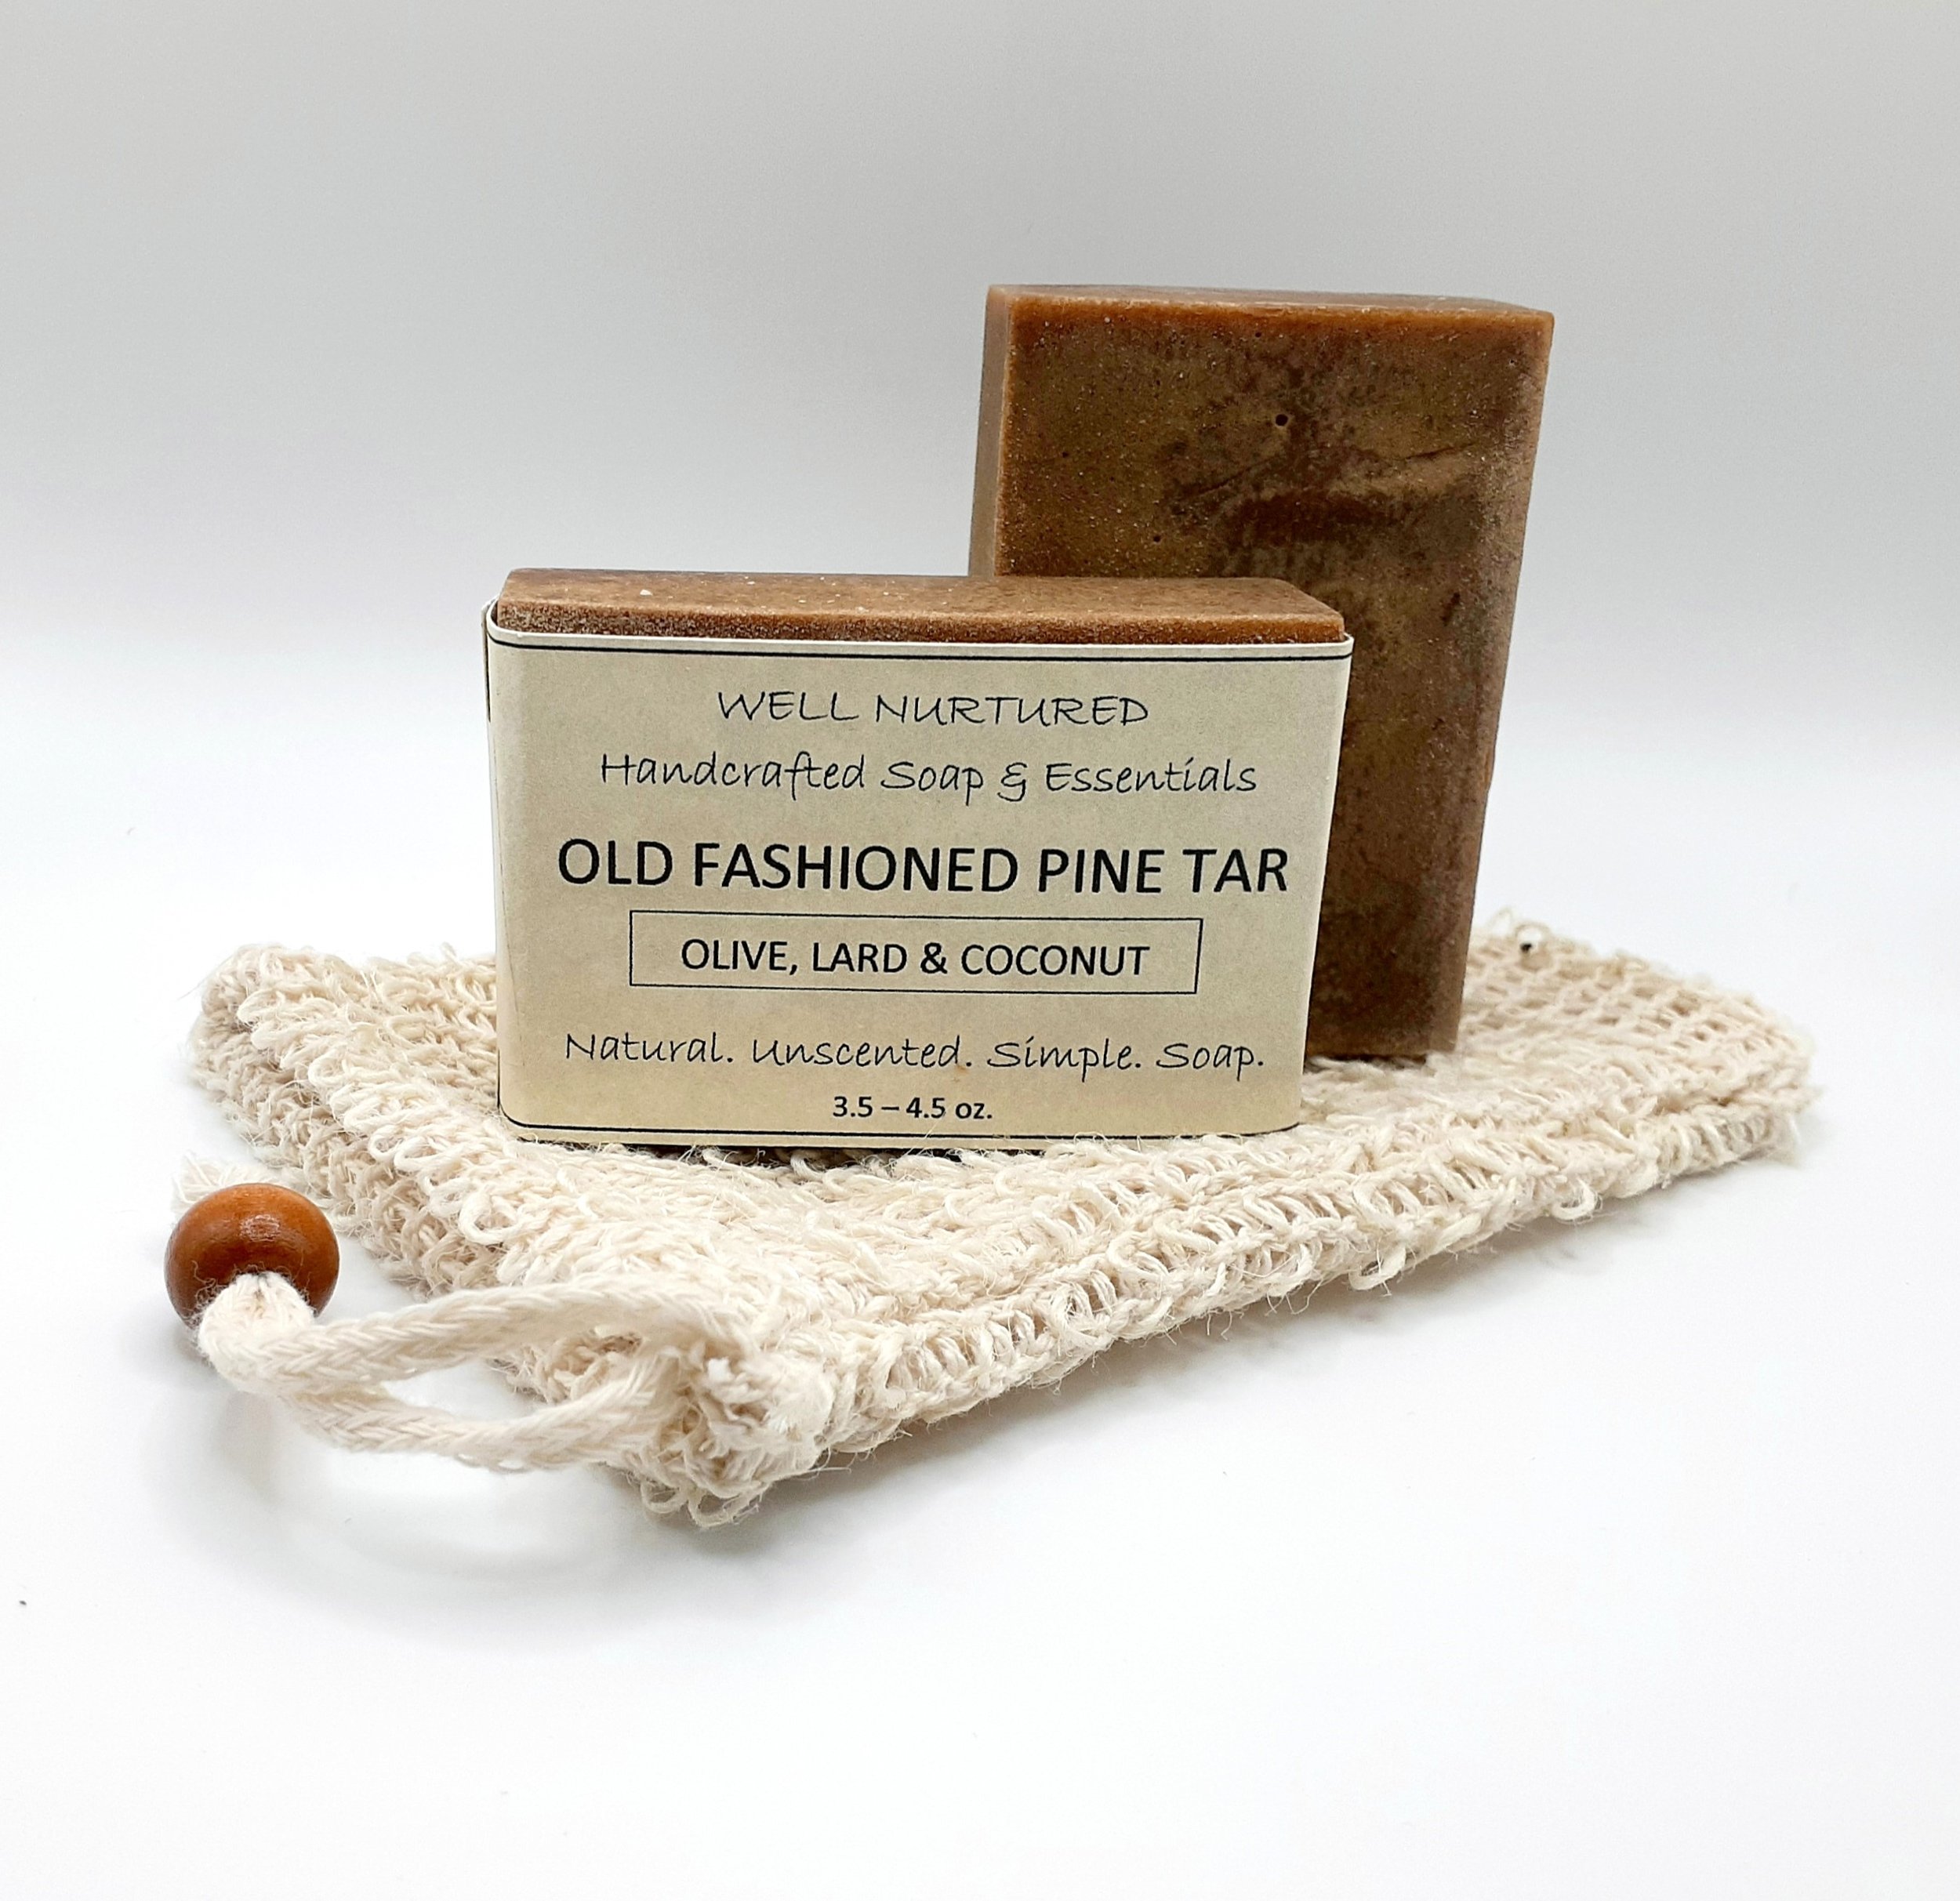 WELL NURTURED
Handcrafted Soap & Essentials
OLD FASHIONED PINE TAR
OLIVE, LARD & COCONUT
Natural. Unscented. Simple. Soap.
3.5 – 4.5 oz.